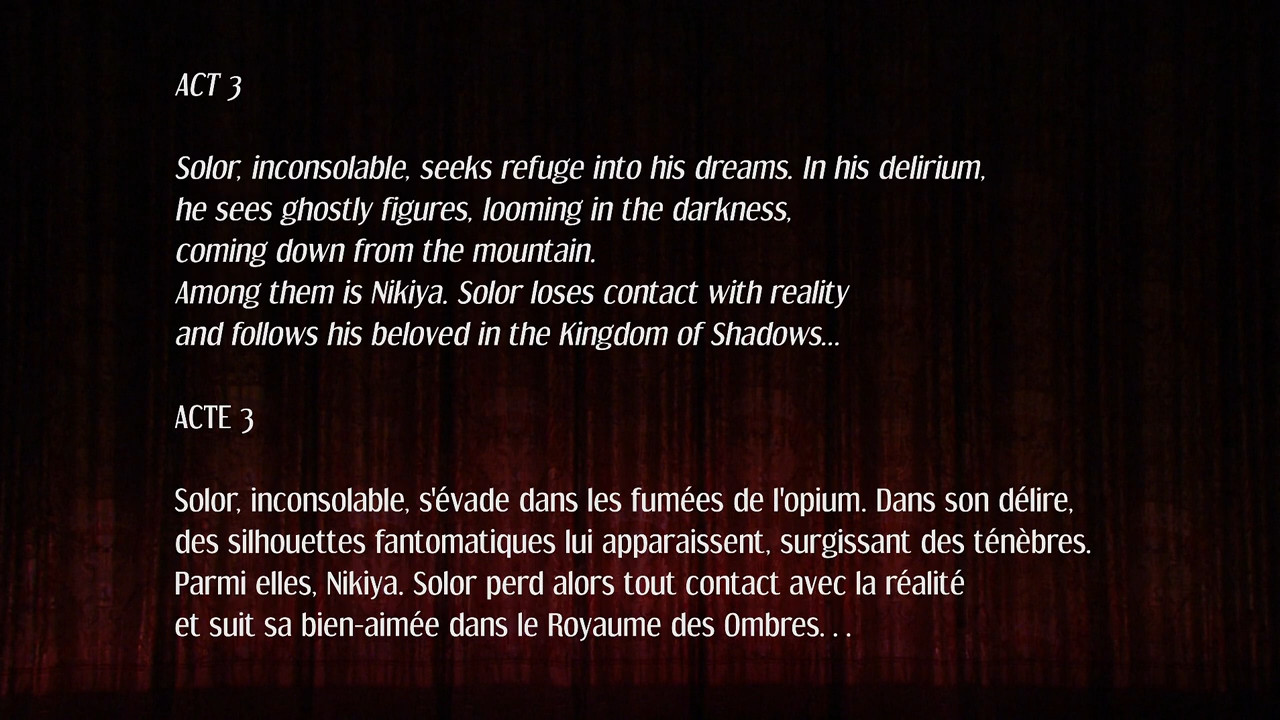 ACT 3
Solor, inconsolable, seeks refuge into his dreams. In his delirium,
he sees ghostly figures, looming in the darkness,
coming down from the mountain.
Among them is Nikiya. Solor loses contact with reality
and follows his beloved in the Kingdom of Shadows...
ACTE 3
Solor, inconsolable, s'évade dans les fumées de l'opium. Dans son délire,
des silhouettes fantomatiques lui apparaissent, surgissant des ténèbres.
Parmi elles, Nikiya. Solor perd alors tout contact avec la réalité
et suit sa bien-aimée dans le Royaume des Ombres. . .